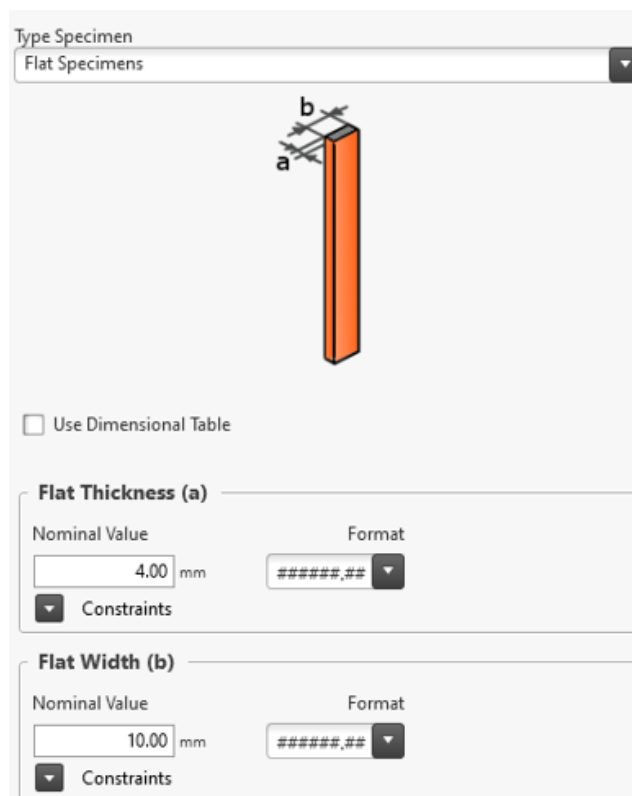 Type Specimen
Flat Specimens
b
a
Use Dimensional Table
Flat Thickness (a)
Nominal Value Format
4.00 mm ######.##
Constraints
Flat Width (b)
Nominal Value Format
10.00 mm ######.##
Constraints